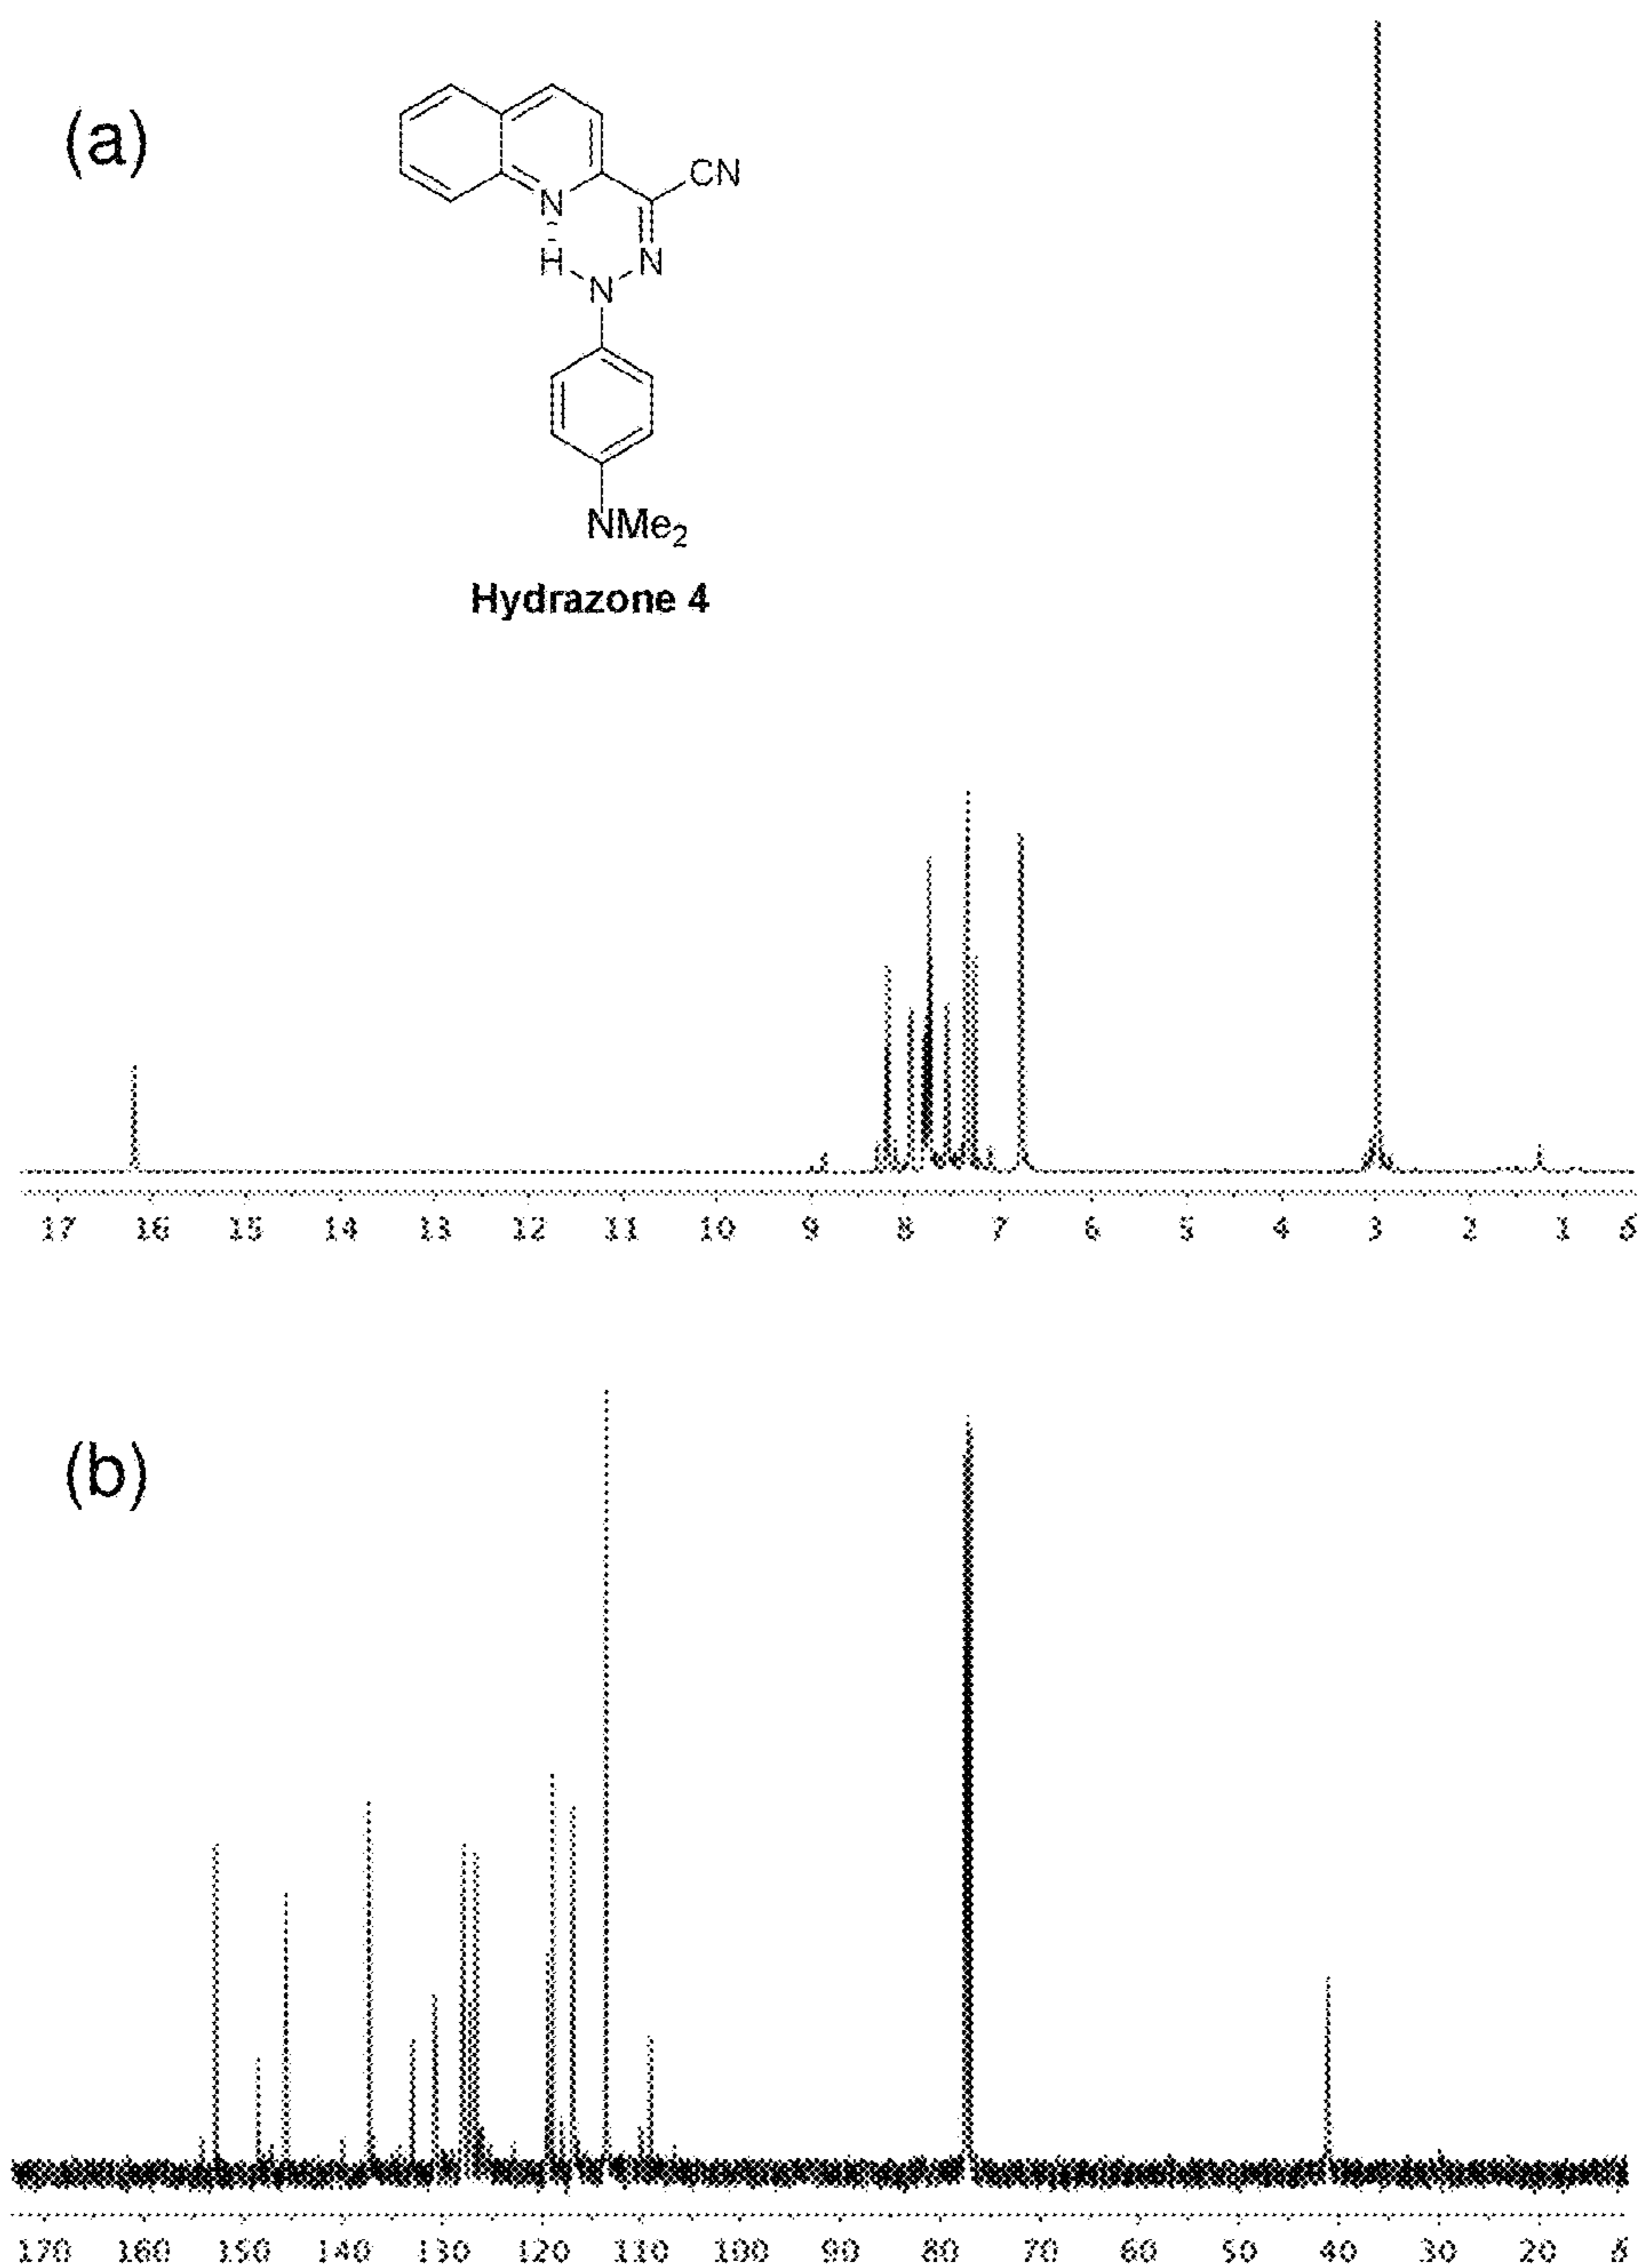 (a)
CN
N
H
N
N
NMe2
Hydrazone 4
17 16 15 14 13 12 11 10 9 8 7 6 5 4 3 2 1 δ
(b)
170 160 150 140 130 120 110 100 90 80 70 60 50 40 30 20 δ